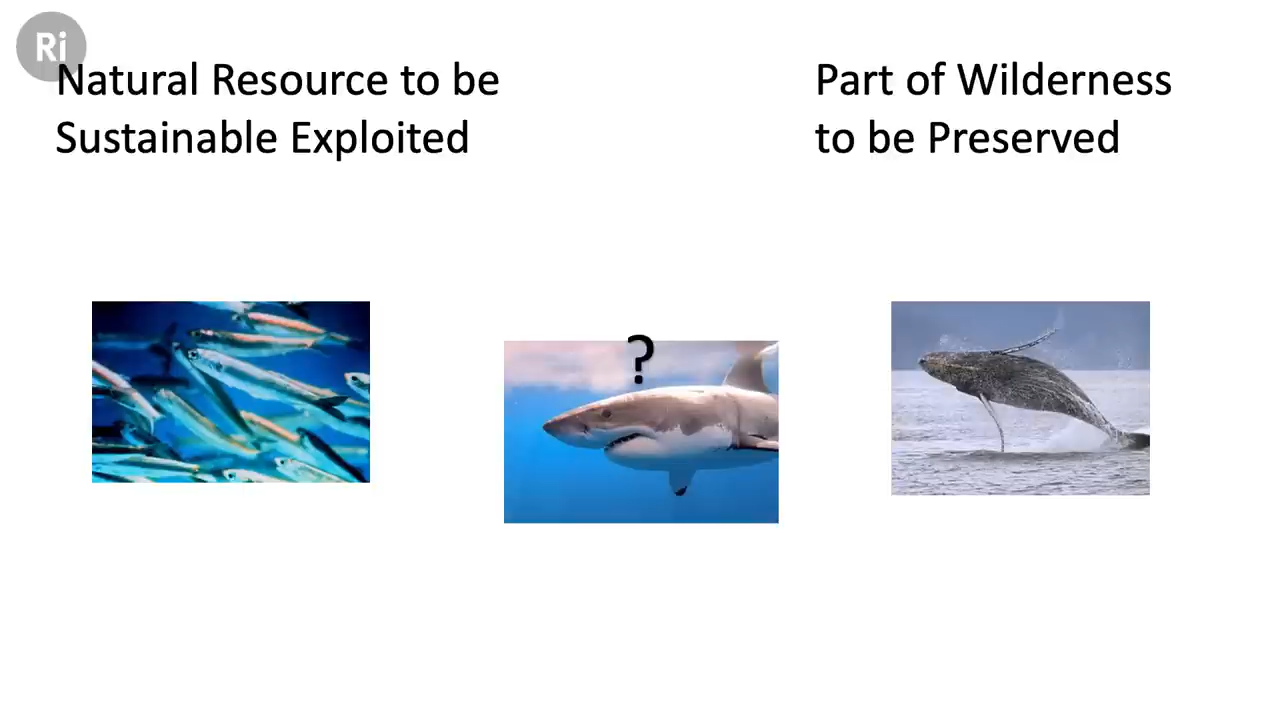 Ri
Natural Resource to be
Sustainable Exploited
Part of Wilderness
to be Preserved
?